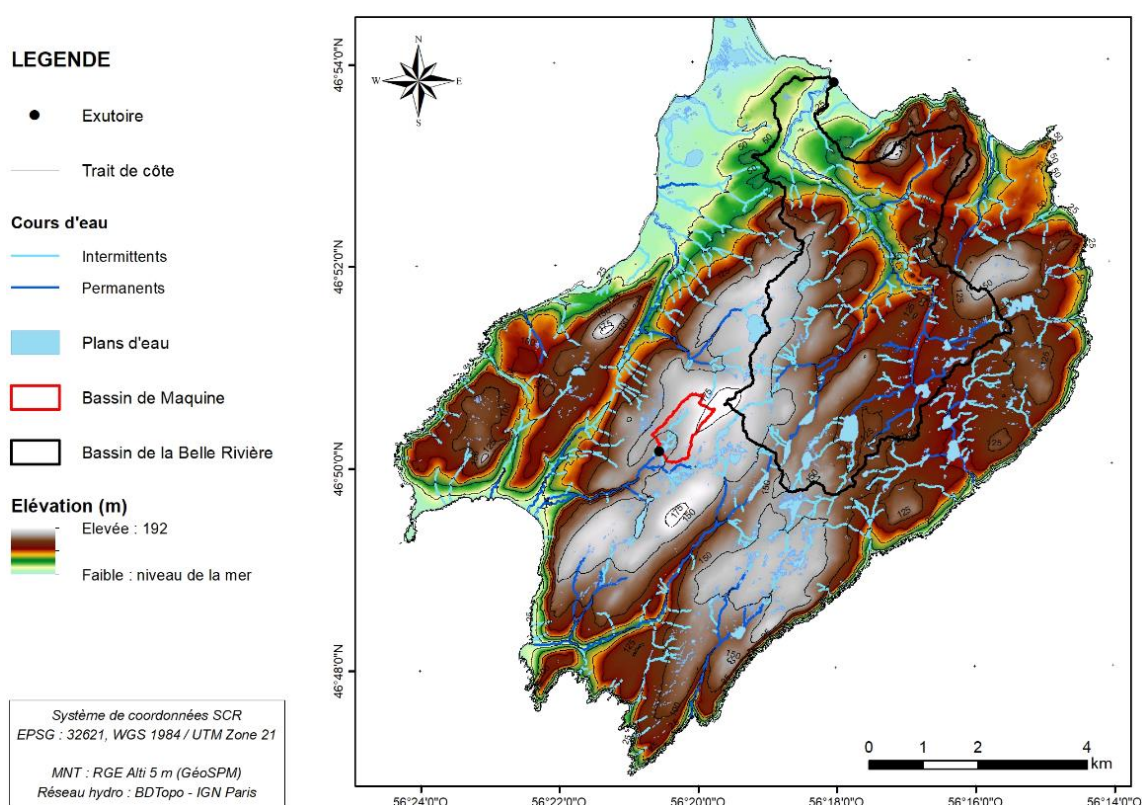 LEGENDE
Exutoire
Trait de côte
Cours d'eau
Intermittents
Permanents
Plans d'eau
Bassin de Maquine
Bassin de la Belle Rivière
Elévation (m)
Elevée : 192
Faible : niveau de la mer
Système de coordonnées SCR
EPSG : 32621, WGS 1984 / UTM Zone 21
MNT : RGE Alti 5 m (GéoSPM)
Réseau hydro : BDTopo - IGN Paris
N
W E
S
46°54'0"N
46°52'0"N
46°50'0"N
46°48'0"N
0 1 2 4
km
56°24'0"O 56°22'0"O 56°20'0"O 56°18'0"O 56°16'0"O 56°14'0"O